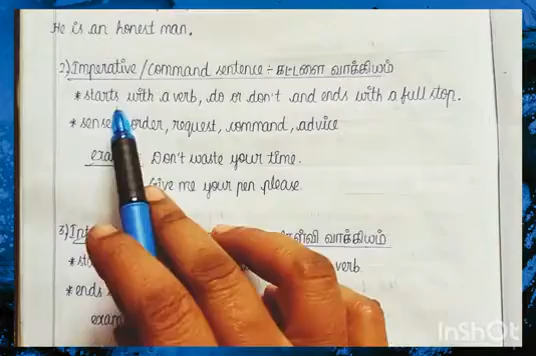 He is an honest man.
2) Imperative / command sentence :- கட்டளை வாக்கியம்
* starts with a verb, do or don't and ends with a full stop.
* sense order, request, command, advice
Don't waste your time.
me your pen please.
3) வாக்கியம்
* verb.
* ends
InShOt